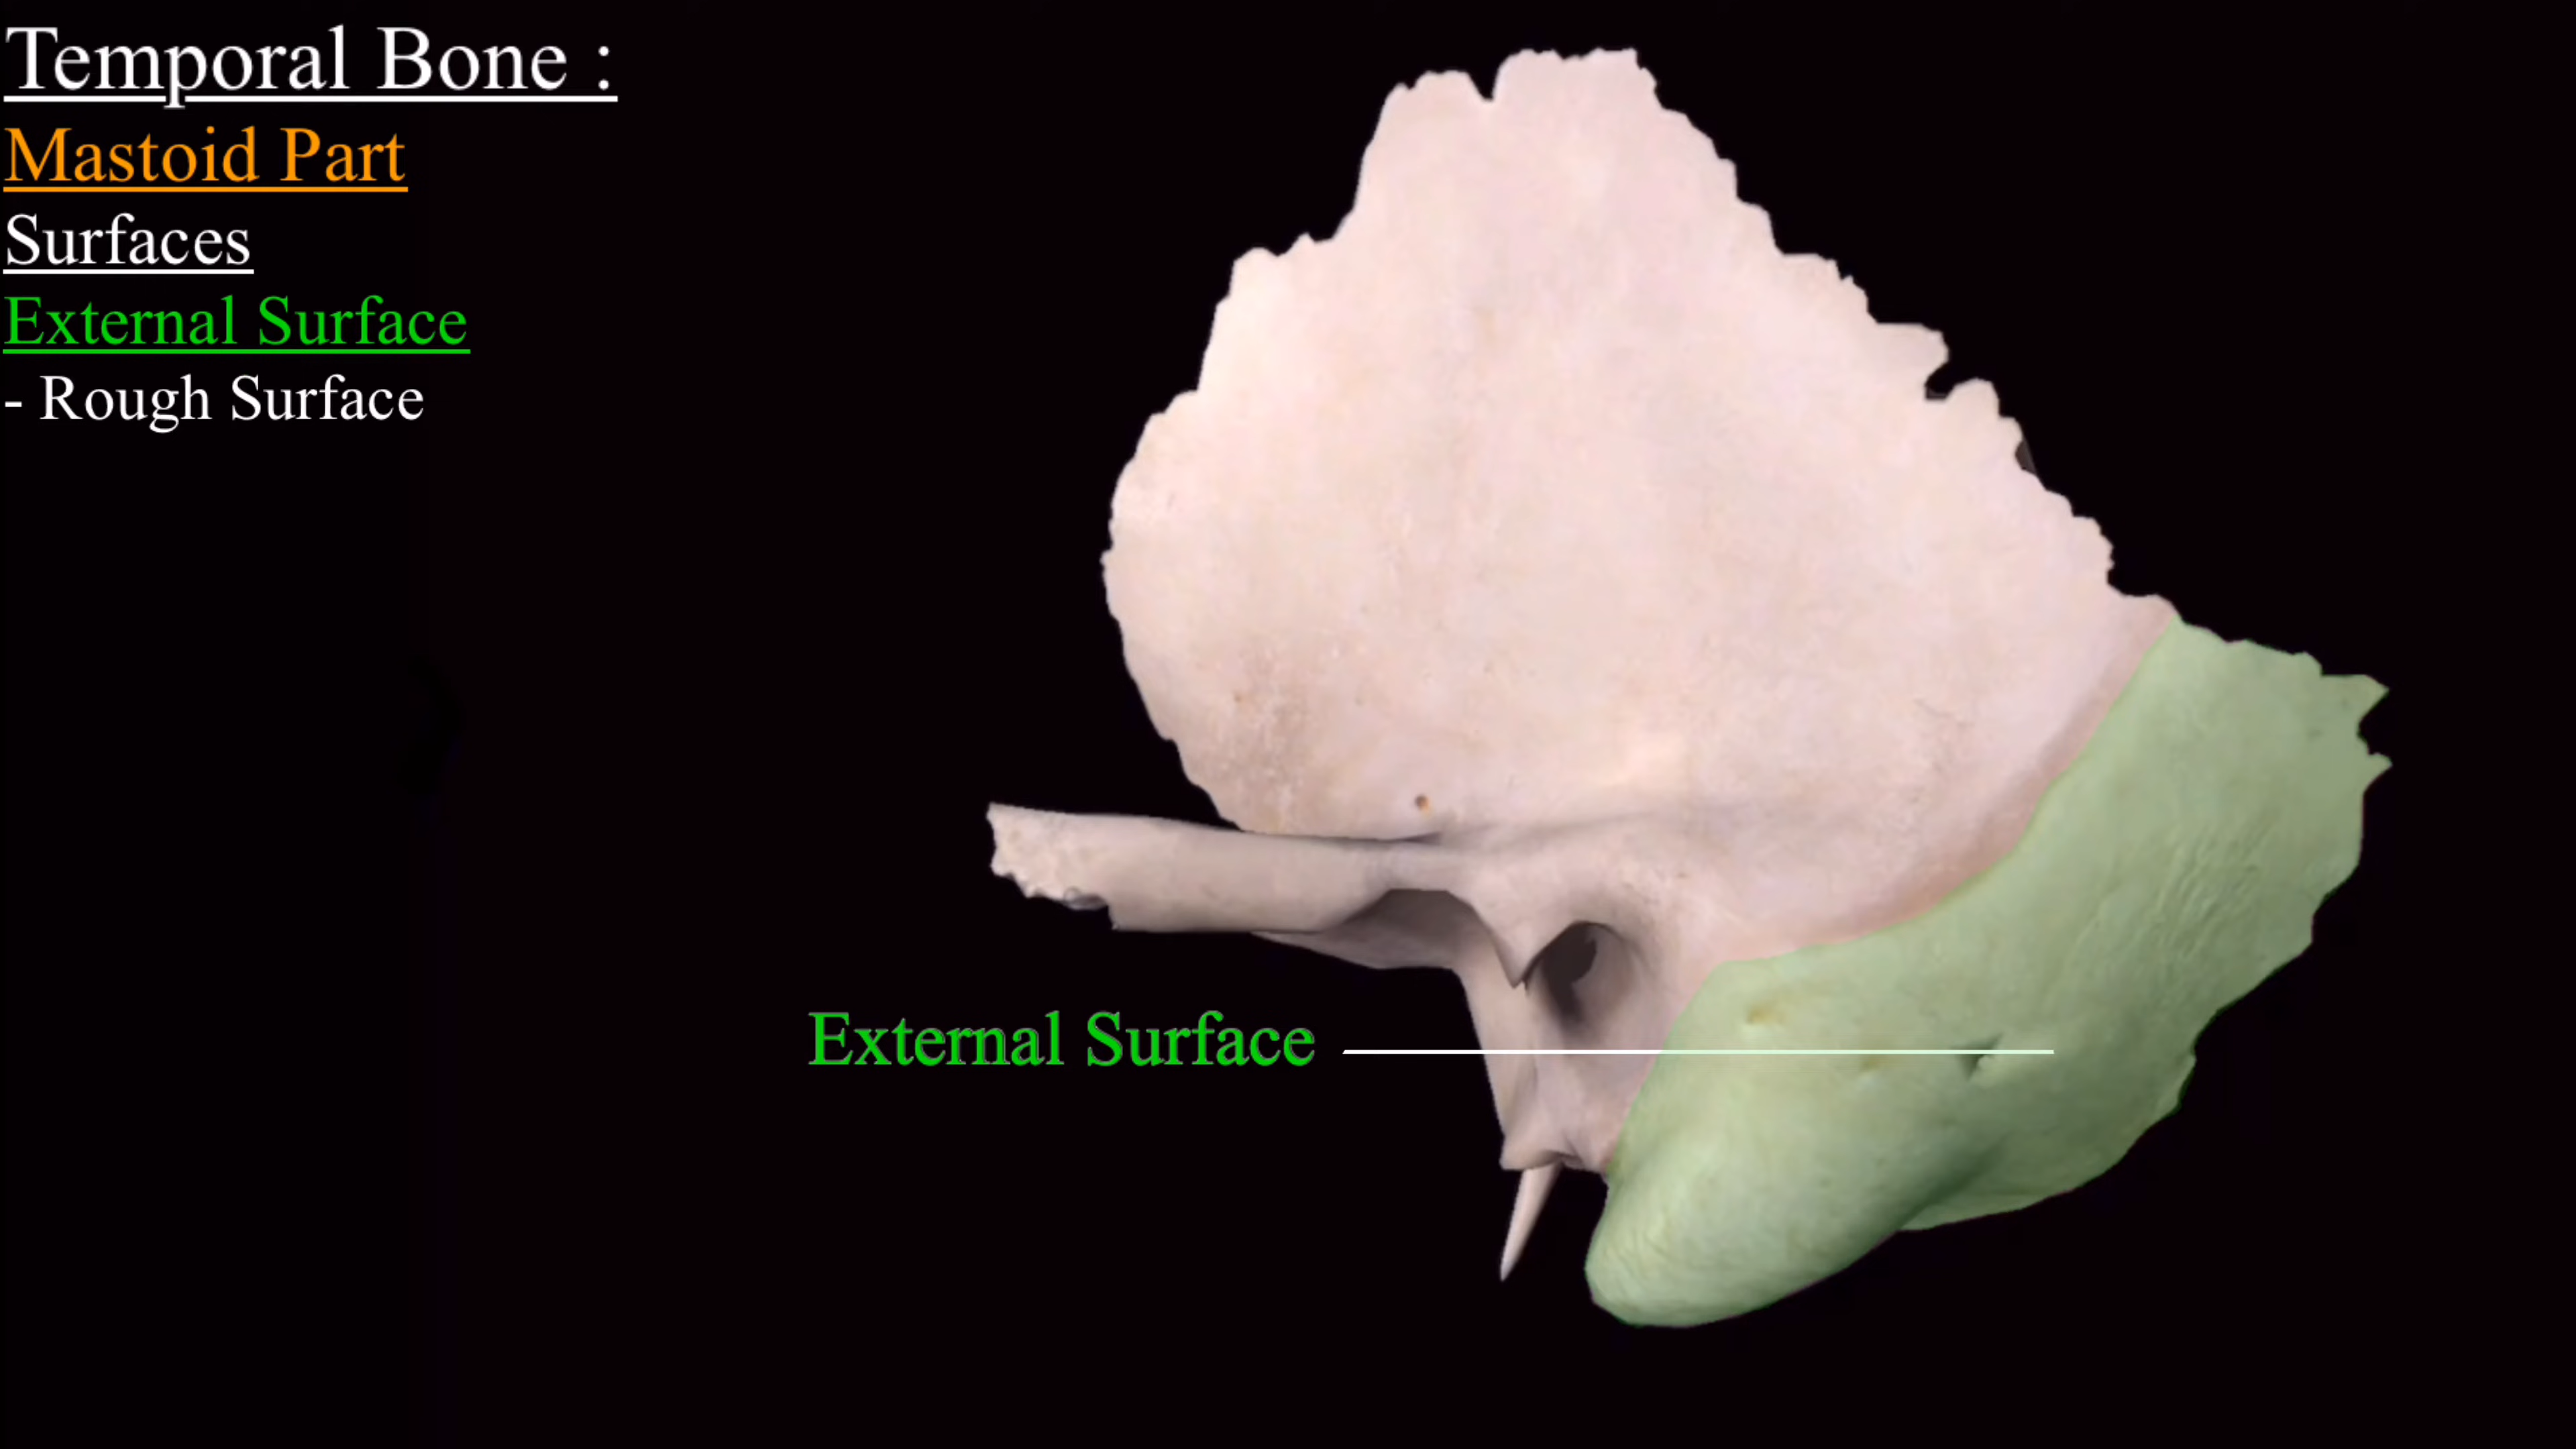 Temporal Bone :
Mastoid Part
Surfaces
External Surface
- Rough Surface
External Surface